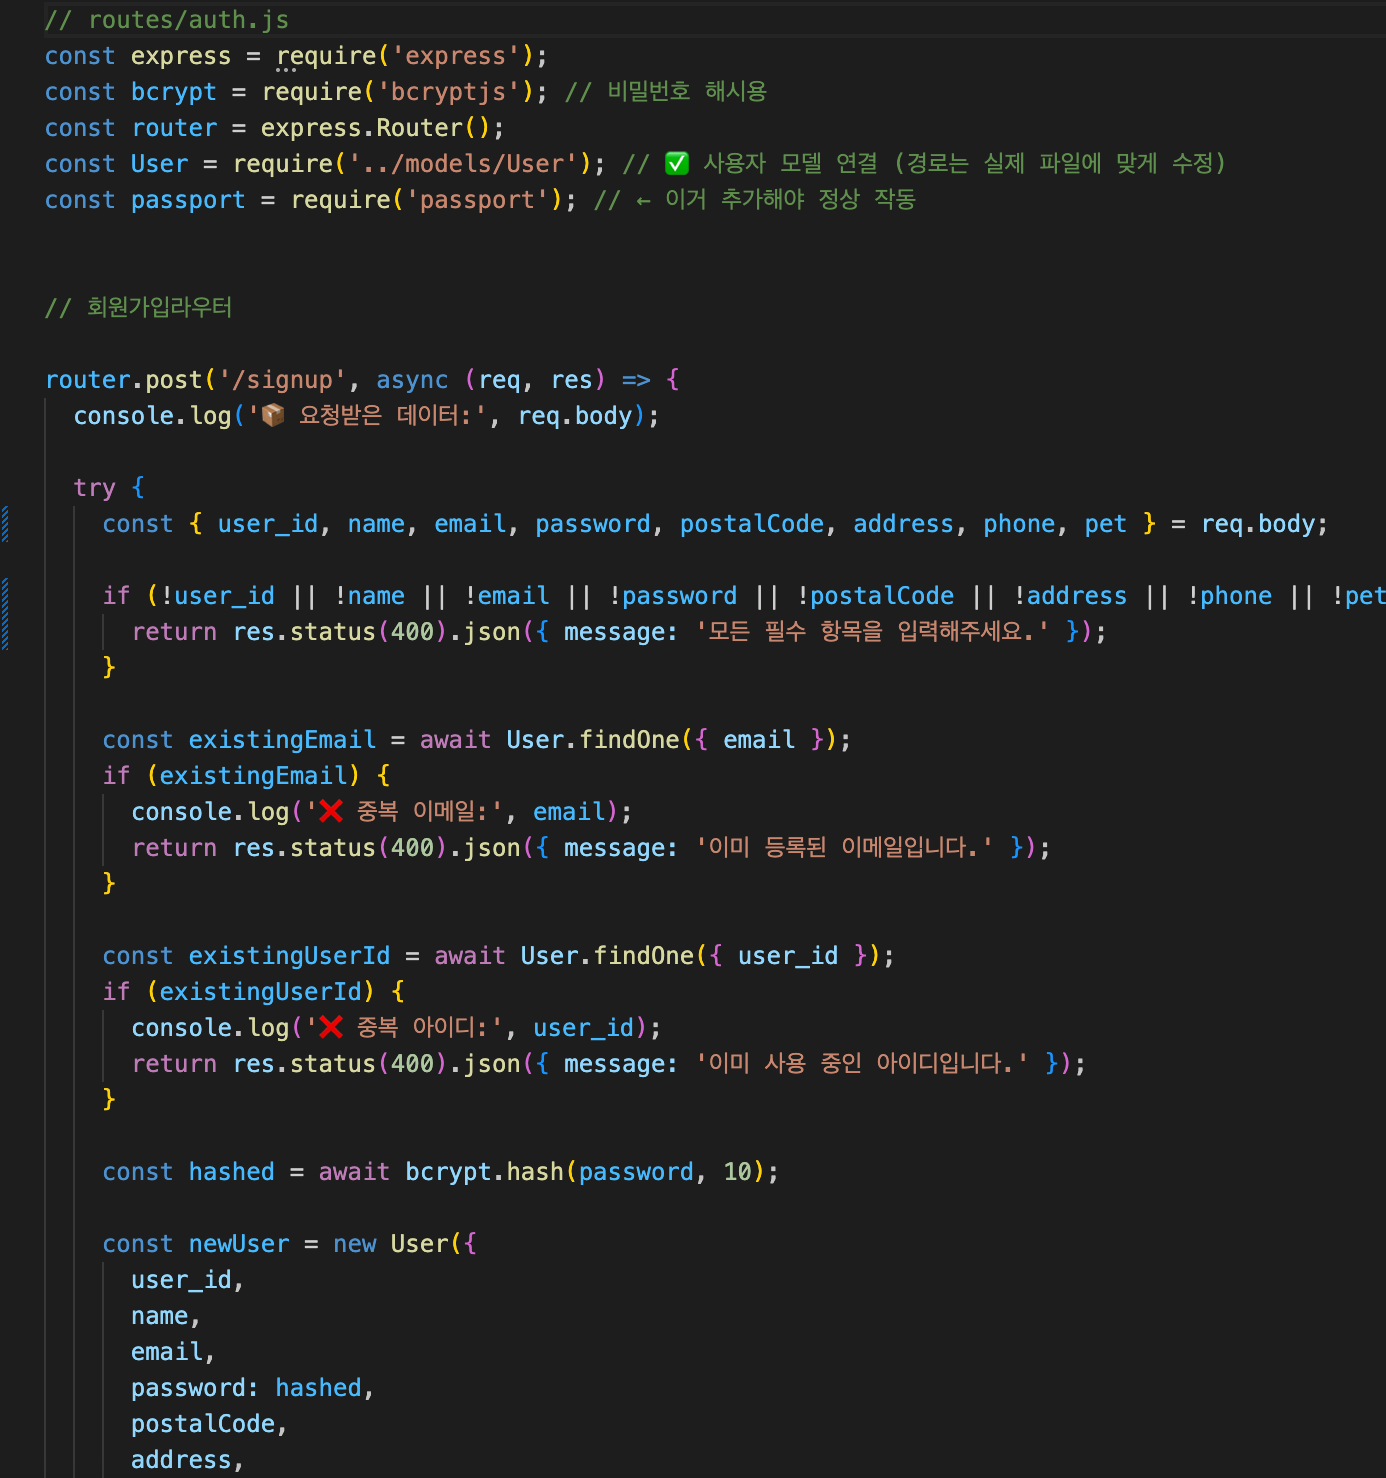 // routes/auth.js
const express = require('express');
const bcrypt = require('bcryptjs'); // 비밀번호 해시용
const router = express.Router();
const User = require('../models/User'); // ✅ 사용자 모델 연결 (경로는 실제 파일에 맞게 수정)
const passport = require('passport'); // ← 이거 추가해야 정상 작동
// 회원가입라우터
router.post('/signup', async (req, res) => {
console.log('📦 요청받은 데이터:', req.body);
try {
const { user_id, name, email, password, postalCode, address, phone, pet } = req.body;
if (!user_id || !name || !email || !password || !postalCode || !address || !phone || !pet
return res.status(400).json({ message: '모든 필수 항목을 입력해주세요.' });
}
const existingEmail = await User.findOne({ email });
if (existingEmail) {
console.log('❌ 중복 이메일:', email);
return res.status(400).json({ message: '이미 등록된 이메일입니다.' });
}
const existingUserId = await User.findOne({ user_id });
if (existingUserId) {
console.log('❌ 중복 아이디:', user_id);
return res.status(400).json({ message: '이미 사용 중인 아이디입니다.' });
}
const hashed = await bcrypt.hash(password, 10);
const newUser = new User({
user_id,
name,
email,
password: hashed,
postalCode,
address,